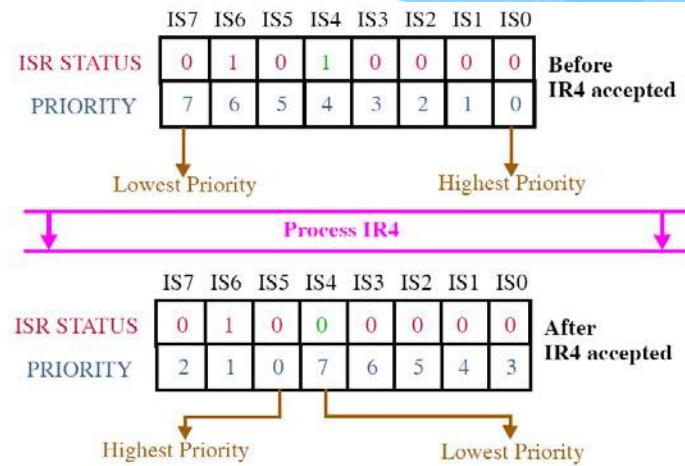 IS7 IS6 IS5 IS4 IS3 IS2 IS1 IS0
ISR STATUS 0 1 0 1 0 0 0 0 Before
PRIORITY 7 6 5 4 3 2 1 0 IR4 accepted
Lowest Priority Highest Priority
Process IR4
IS7 IS6 IS5 IS4 IS3 IS2 IS1 IS0
ISR STATUS 0 1 0 0 0 0 0 0 After
PRIORITY 2 1 0 7 6 5 4 3 IR4 accepted
Highest Priority Lowest Priority